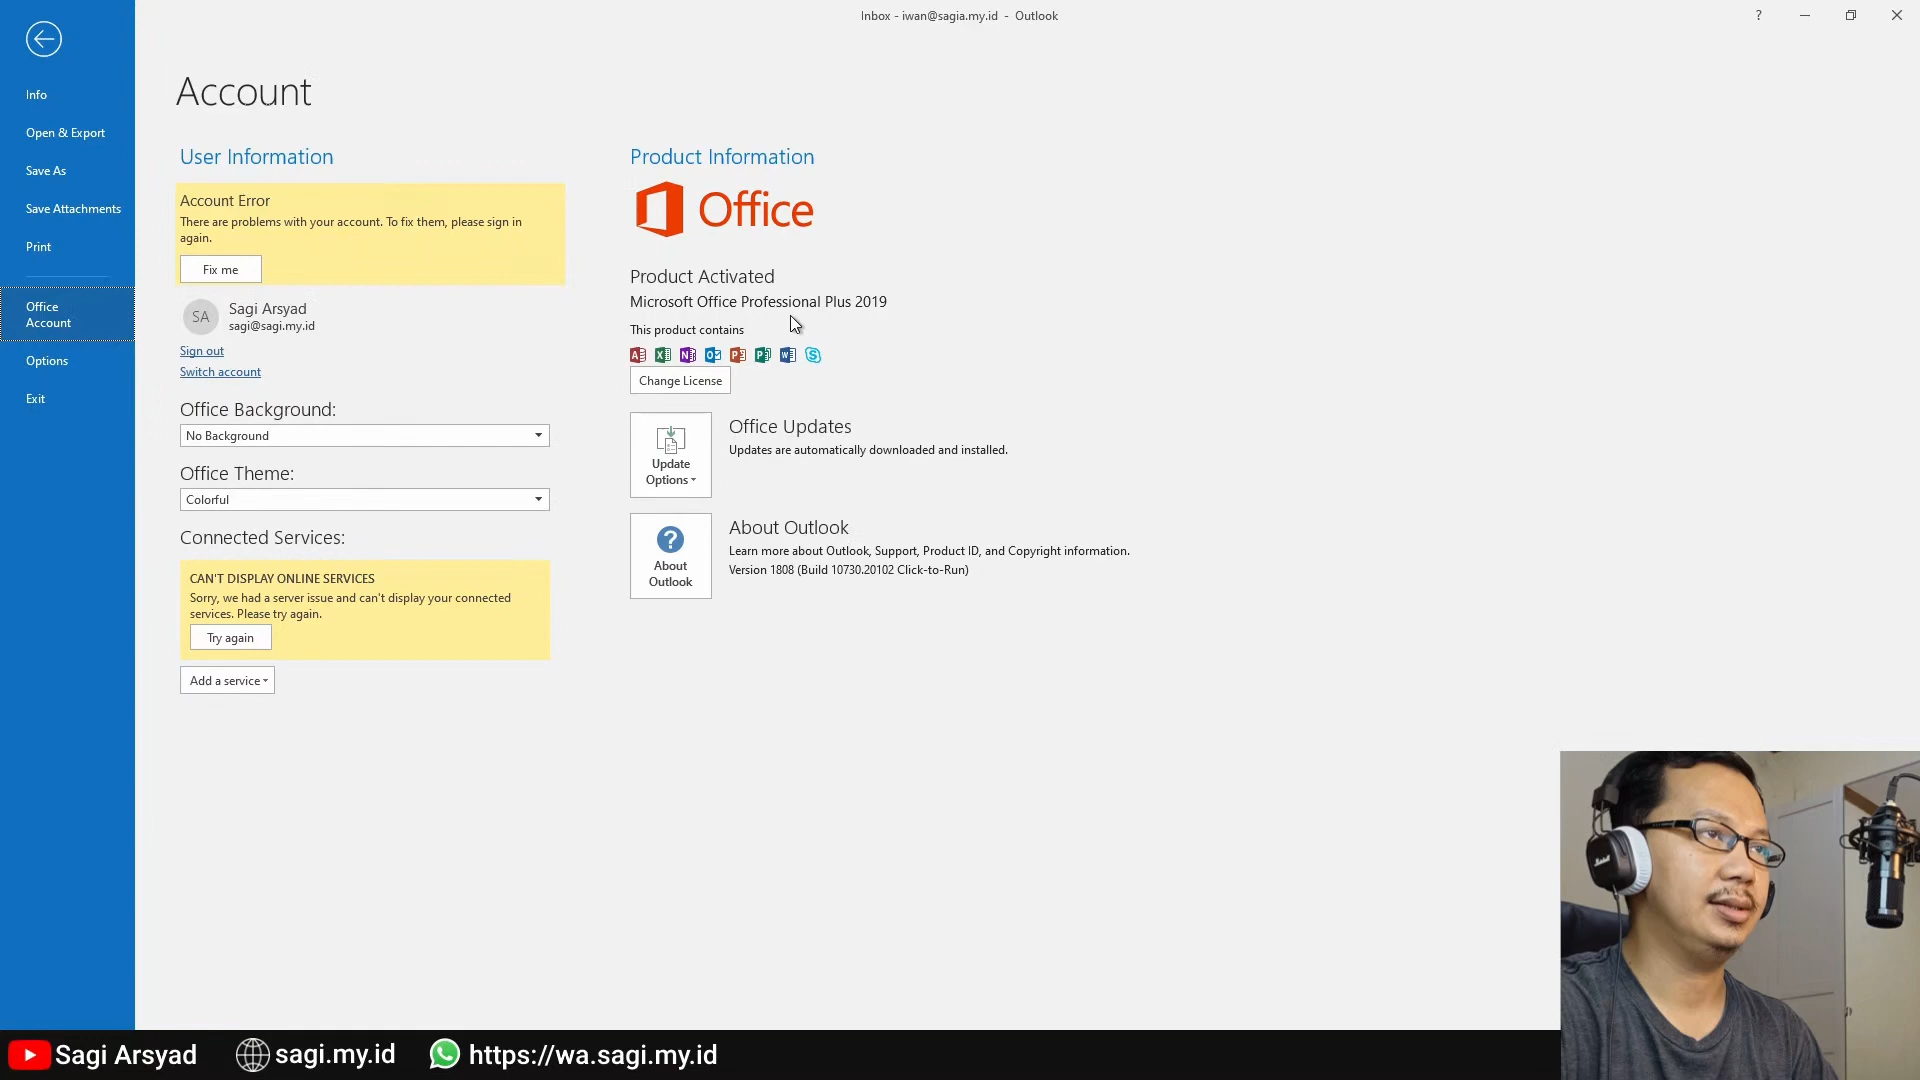 Inbox - iwan@sagia.my.id - Outlook
?
Info
Open & Export
Save As
Save Attachments
Print
Office
Account
Options
Exit
Account
User Information
Account Error
There are problems with your account. To fix them, please sign in
again.
Fix me
SA
Sagi Arsyad
sagi@sagi.my.id
Sign out
Switch account
Office Background:
No Background
Office Theme:
Colorful
Connected Services:
CAN'T DISPLAY ONLINE SERVICES
Sorry, we had a server issue and can't display your connected
services. Please try again.
Try again
Add a service
Product Information
Office
Product Activated
Microsoft Office Professional Plus 2019
This product contains
Change License
Update
Options
Office Updates
Updates are automatically downloaded and installed.
?
About
Outlook
About Outlook
Learn more about Outlook, Support, Product ID, and Copyright information.
Version 1808 (Build 10730.20102 Click-to-Run)
Marshall
Sagi Arsyad
sagi.my.id
https://wa.sagi.my.id